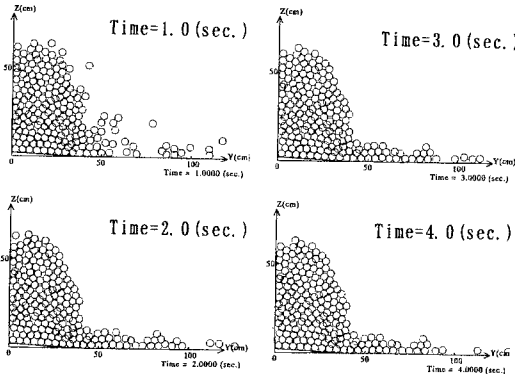 Z(cm)
Time=1.0(sec.)
50
0
50
100
Y(cm)
Time = 1.0000 (sec.)
Z(cm)
Time=3.0(sec.)
50
0
50
100
Y(cm)
Time = 3.0000 (sec.)
Z(cm)
Time=2.0(sec.)
50
0
50
100
Y(cm)
Time = 2.0000 (sec.)
Z(cm)
Time=4.0(sec.)
50
0
50
100
Y(cm
Time = 4.0000 (sec.)